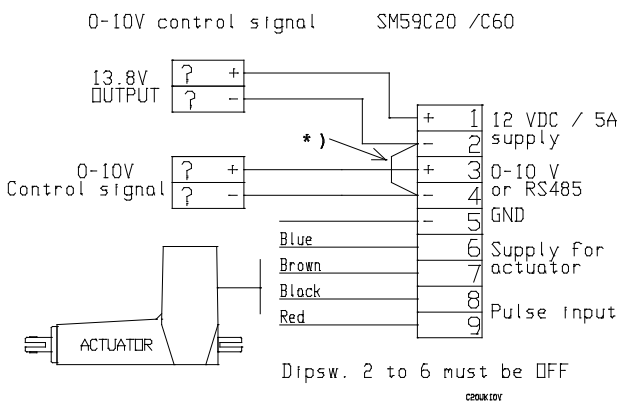 0-10V control signal SM59C20 /C60
13.8V
OUTPUT
? +
? -
+ 1
- 2
12 VDC / 5A
supply
*)
0-10V
Control signal
? +
? -
+ 3
- 4
0-10 V
or RS485
- 5 GND
Blue 6
Brown 7
Supply for
actuator
Black 8
Red 9
Pulse input
ACTUATOR
Dipsw. 2 to 6 must be OFF
C20UK10V